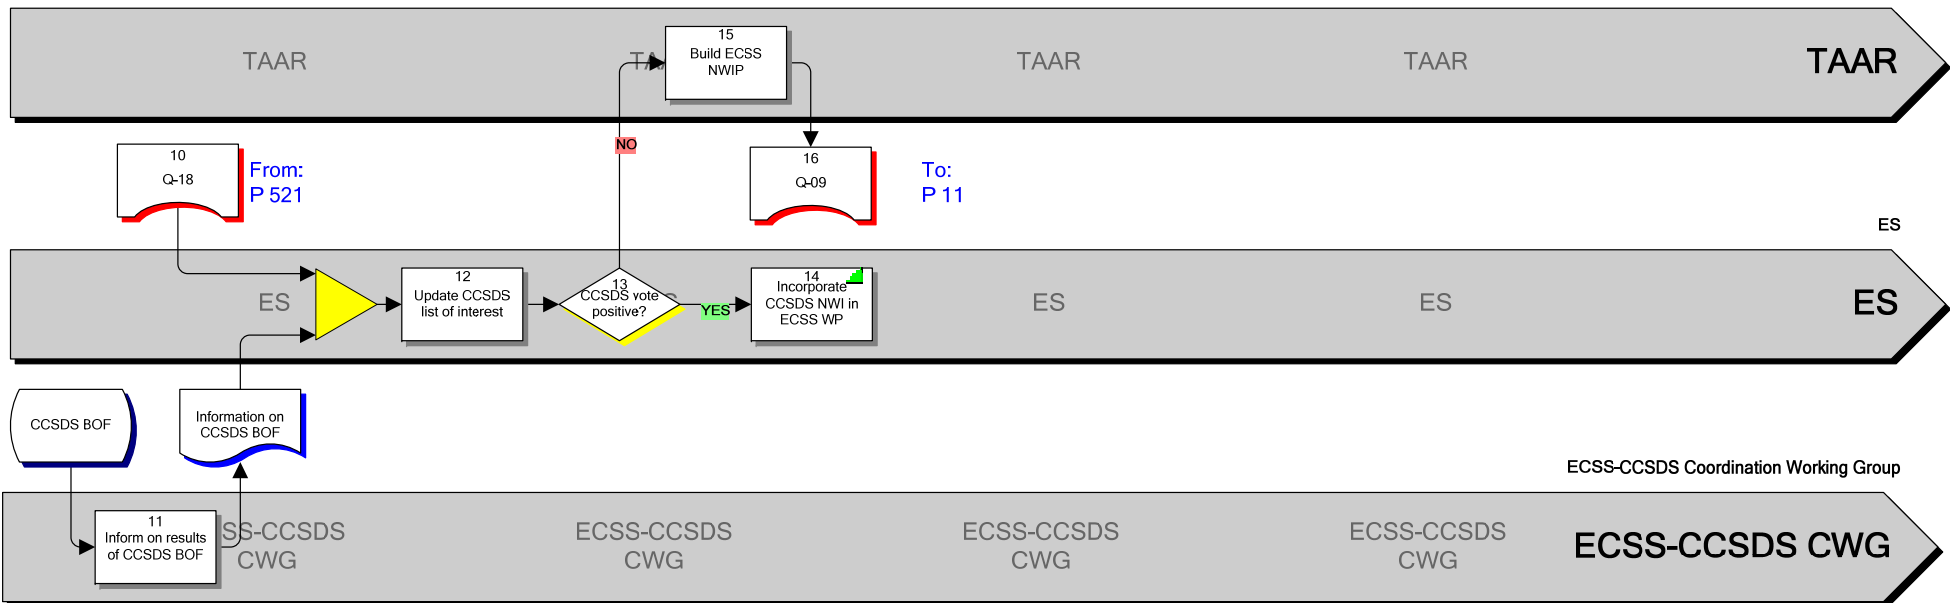 TAAR
TAAR
TAAR
TAAR
15
Build ECSS
NWIP
NO
10
Q-18
From:
P 521
16
Q-09
To:
P 11
ES
ES
ES
ES
ES
12
Update CCSDS
list of interest
13
CCSDS vote
positive?
YES
14
Incorporate
CCSDS NWI in
ECSS WP
CCSDS BOF
Information on
CCSDS BOF
ECSS-CCSDS Coordination Working Group
11
Inform on results
of CCSDS BOF
SS-CCSDS
CWG
ECSS-CCSDS
CWG
ECSS-CCSDS
CWG
ECSS-CCSDS
CWG
ECSS-CCSDS CWG